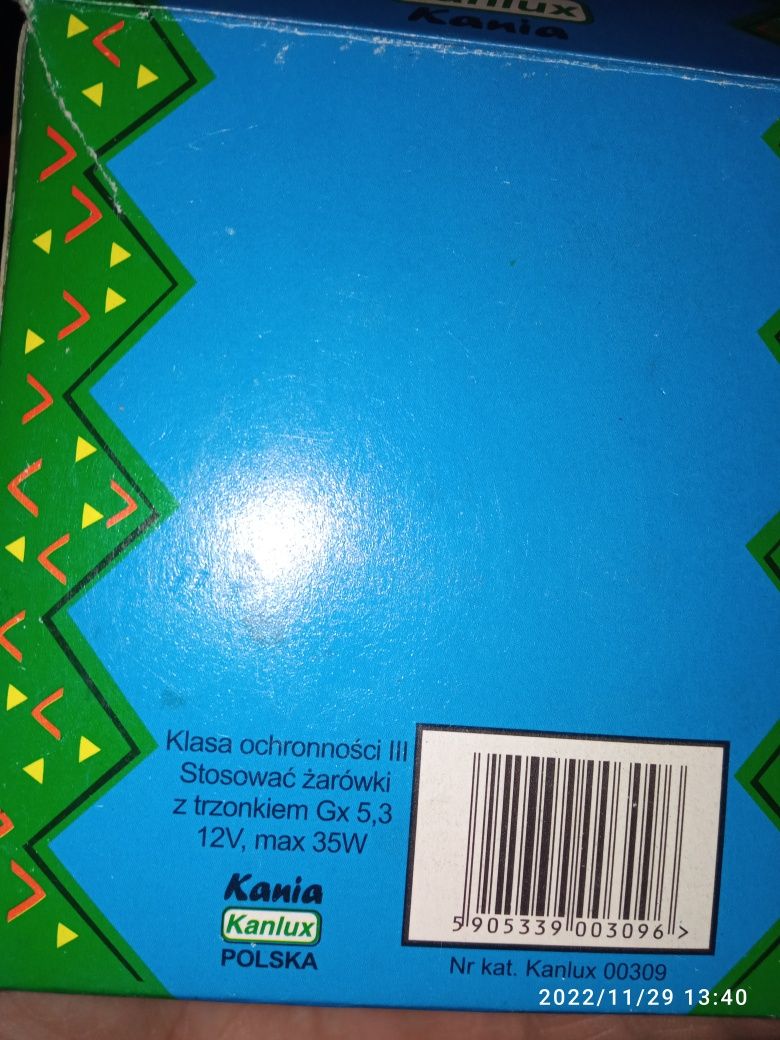 Kanlux
Kania
Klasa ochronności III
Stosować żarówki
z trzonkiem Gx 5,3
12V, max 35W
Kania
Kanlux
POLSKA
5 905339 003096 >
Nr kat. Kanlux 00309
2022/11/29 13:40